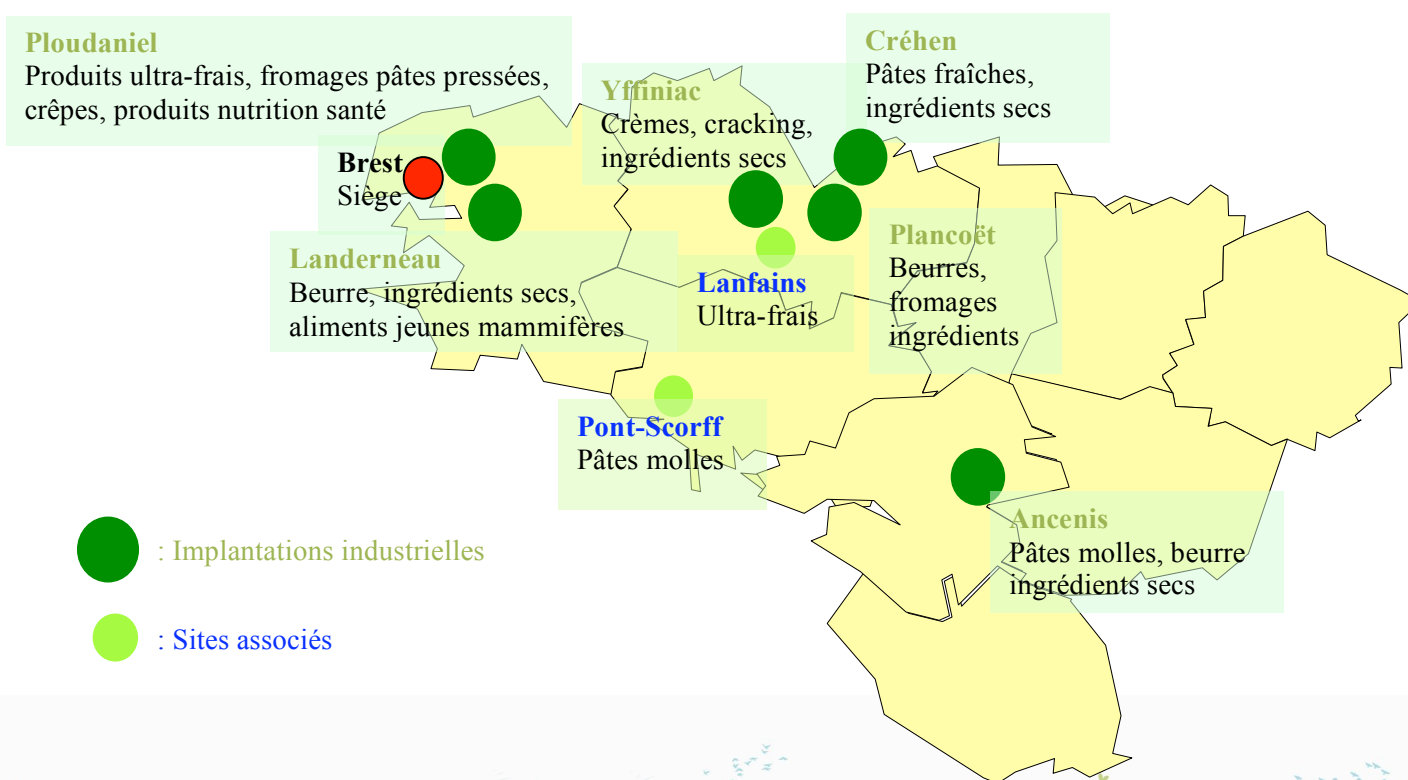 Ploudaniel
Produits ultra-frais, fromages pâtes pressées,
crêpes, produits nutrition santé
Créhen
Pâtes fraîches,
ingrédients secs
Yffiniac
Crèmes, cracking,
ingrédients secs
Brest
Siège
Landerneau
Beurre, ingrédients secs,
aliments jeunes mammifères
Lanfains
Ultra-frais
Plancoët
Beurres,
fromages
ingrédients
Pont-Scorff
Pâtes molles
Ancenis
Pâtes molles, beurre
ingrédients secs
: Implantations industrielles
: Sites associés